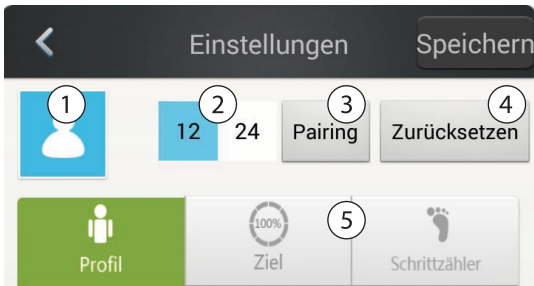 Einstellungen Speichern
1 2 3 4
12 24 Pairing Zurücksetzen
100% 5
Profil Ziel Schrittzähler